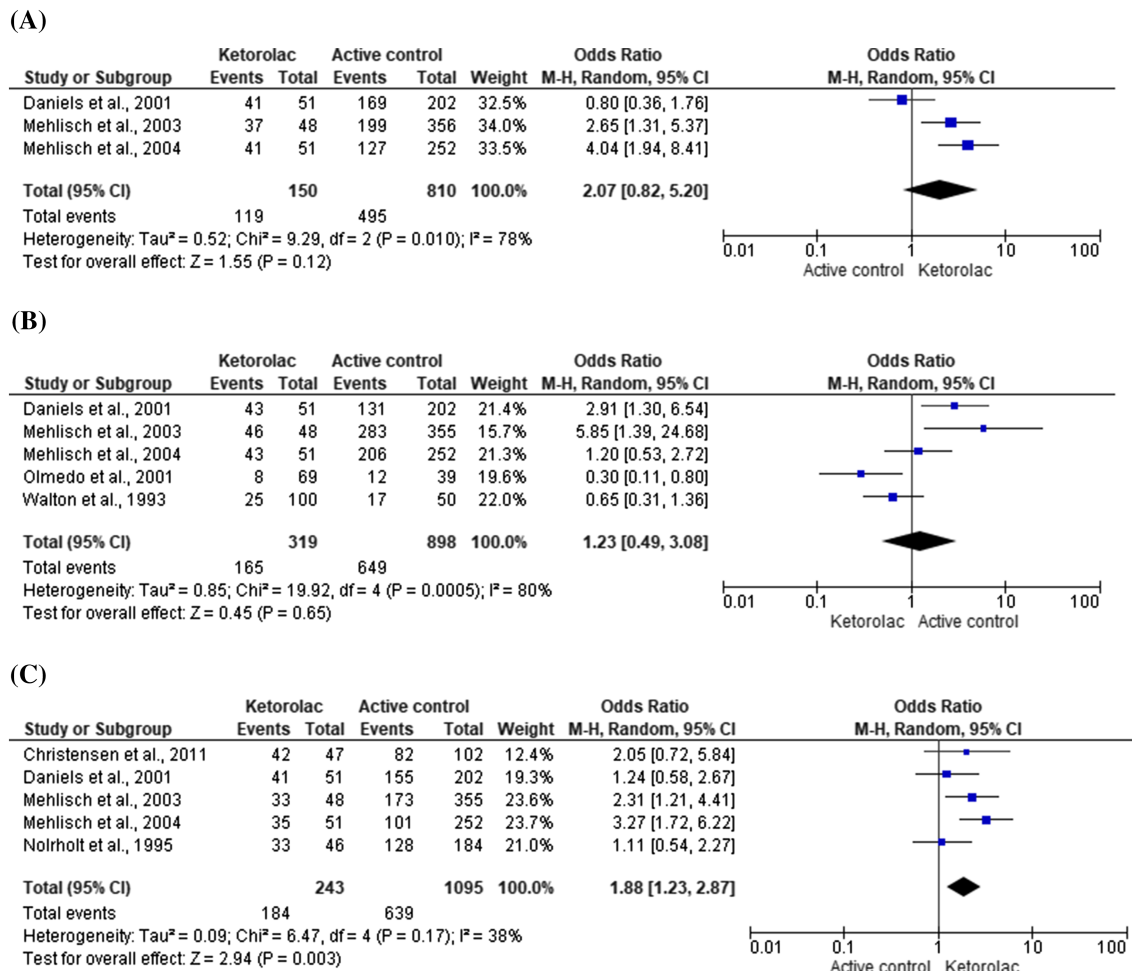 (A)
Ketorolac Active control Odds Ratio Odds Ratio
Study or Subgroup Events Total Events Total Weight M-H, Random, 95% CI M-H, Random, 95% CI
Daniels et al., 2001 41 51 169 202 32.5% 0.80 [0.36, 1.76]
Mehlisch et al., 2003 37 48 199 356 34.0% 2.65 [1.31, 5.37]
Mehlisch et al., 2004 41 51 127 252 33.5% 4.04 [1.94, 8.41]
Total (95% CI) 150 810 100.0% 2.07 [0.82, 5.20]
Total events 119 495
Heterogeneity: Tau² = 0.52; Chi² = 9.29, df = 2 (P = 0.010); I² = 78%
Test for overall effect: Z = 1.55 (P = 0.12)
0.01 0.1 1 10 100
Active control Ketorolac
(B)
Ketorolac Active control Odds Ratio Odds Ratio
Study or Subgroup Events Total Events Total Weight M-H, Random, 95% CI M-H, Random, 95% CI
Daniels et al., 2001 43 51 131 202 21.4% 2.91 [1.30, 6.54]
Mehlisch et al., 2003 46 48 283 355 15.7% 5.85 [1.39, 24.68]
Mehlisch et al., 2004 43 51 206 252 21.3% 1.20 [0.53, 2.72]
Olmedo et al., 2001 8 69 12 39 19.6% 0.30 [0.11, 0.80]
Walton et al., 1993 25 100 17 50 22.0% 0.65 [0.31, 1.36]
Total (95% CI) 319 898 100.0% 1.23 [0.49, 3.08]
Total events 165 649
Heterogeneity: Tau² = 0.85; Chi² = 19.92, df = 4 (P = 0.0005); I² = 80%
Test for overall effect: Z = 0.45 (P = 0.65)
0.01 0.1 1 10 100
Ketorolac Active control
(C)
Ketorolac Active control Odds Ratio Odds Ratio
Study or Subgroup Events Total Events Total Weight M-H, Random, 95% CI M-H, Random, 95% CI
Christensen et al., 2011 42 47 82 102 12.4% 2.05 [0.72, 5.84]
Daniels et al., 2001 41 51 155 202 19.3% 1.24 [0.58, 2.67]
Mehlisch et al., 2003 33 48 173 355 23.6% 2.31 [1.21, 4.41]
Mehlisch et al., 2004 35 51 101 252 23.7% 3.27 [1.72, 6.22]
Nolrholt et al., 1995 33 46 128 184 21.0% 1.11 [0.54, 2.27]
Total (95% CI) 243 1095 100.0% 1.88 [1.23, 2.87]
Total events 184 639
Heterogeneity: Tau² = 0.09; Chi² = 6.47, df = 4 (P = 0.17); I² = 38%
Test for overall effect: Z = 2.94 (P = 0.003)
0.01 0.1 1 10 100
Active control Ketorolac